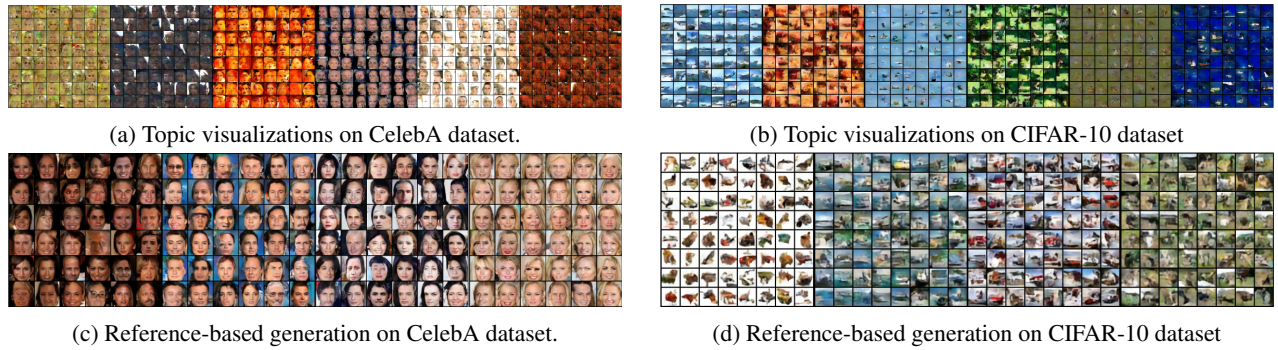 (a) Topic visualizations on CelebA dataset.
(b) Topic visualizations on CIFAR-10 dataset
(c) Reference-based generation on CelebA dataset.
(d) Reference-based generation on CIFAR-10 dataset